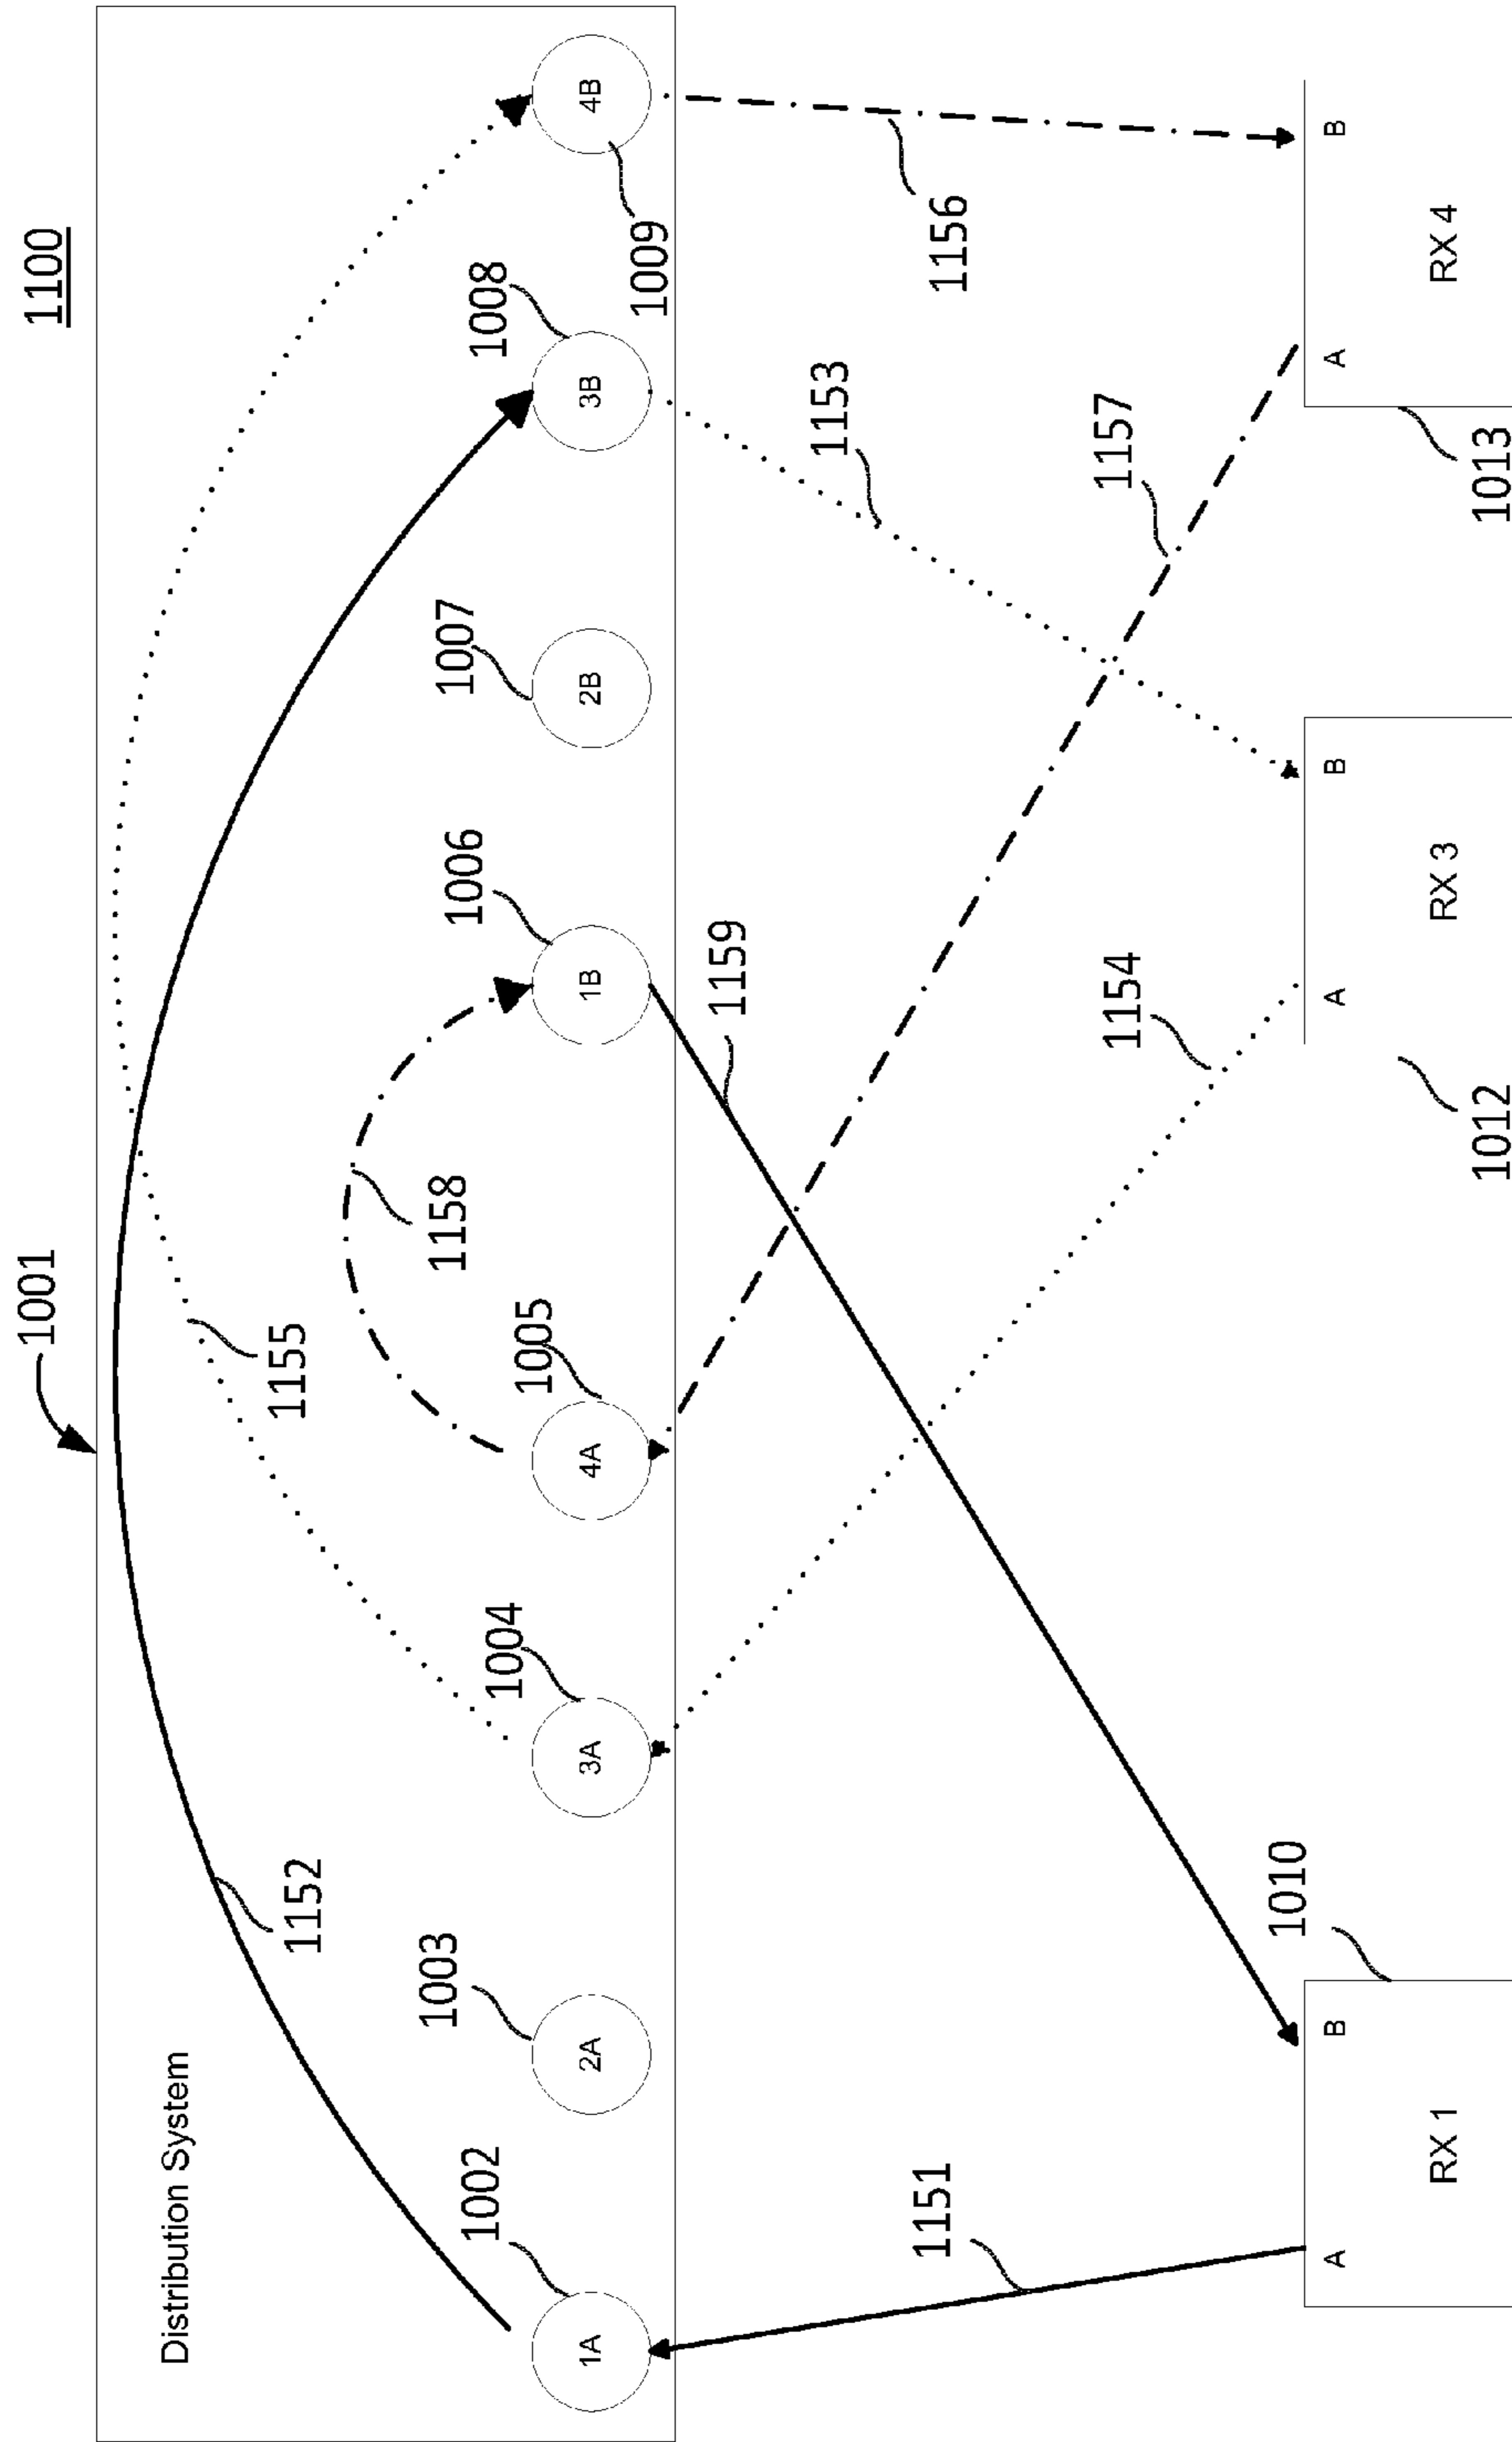 1100
1001
Distribution System
1152
1155
1158
1002
1003
1004
1005
1006
1007
1008
1009
1A
2A
3A
4A
1B
2B
3B
4B
1151
1159
1154
1153
1157
1156
1010
1012
1013
A
B
RX 1
A
B
RX 3
A
B
RX 4